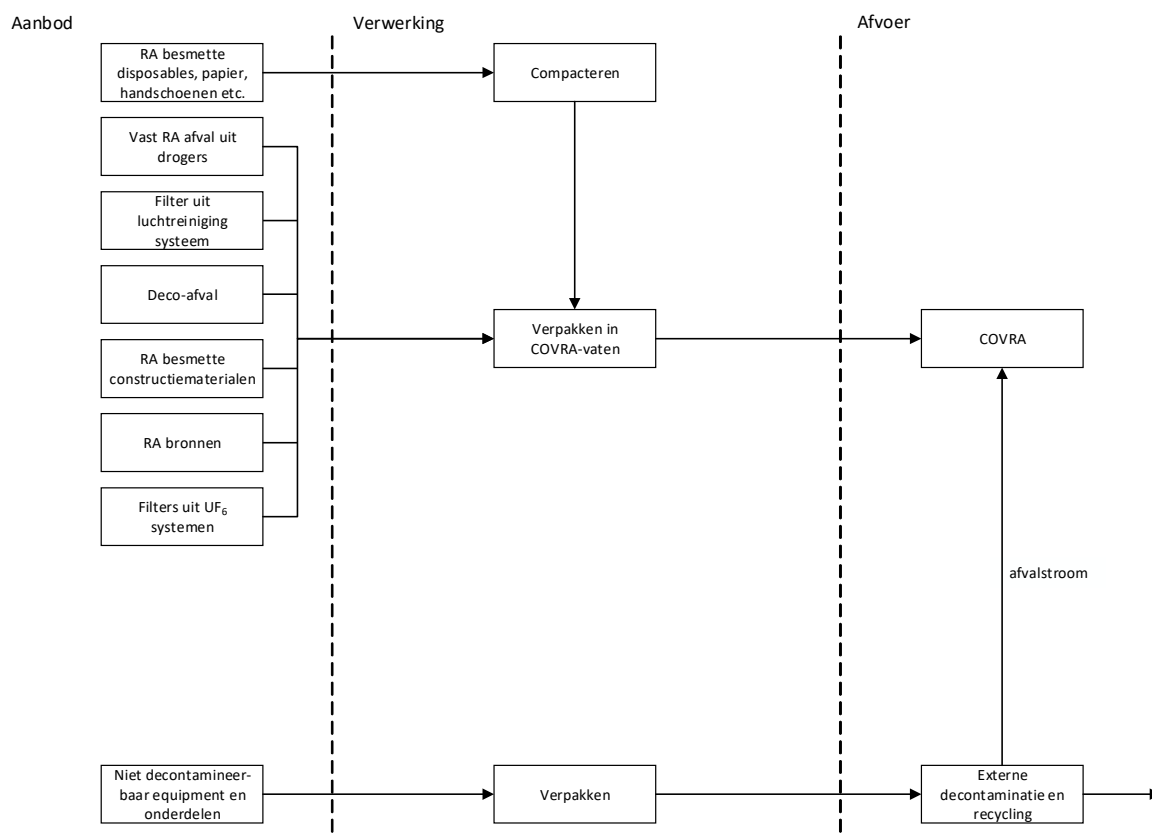 Aanbod
Verwerking
Afvoer
RA besmette
disposables, papier,
handschoenen etc.
Compacteren
Vast RA afval uit
drogers
Filter uit
luchtreiniging
systeem
Deco-afval
Verpakken in
COVRA-vaten
COVRA
RA besmette
constructiematerialen
RA bronnen
Filters uit UF₆
systemen
afvalstroom
Niet decontamineer-
baar equipment en
onderdelen
Verpakken
Externe
decontaminatie en
recycling